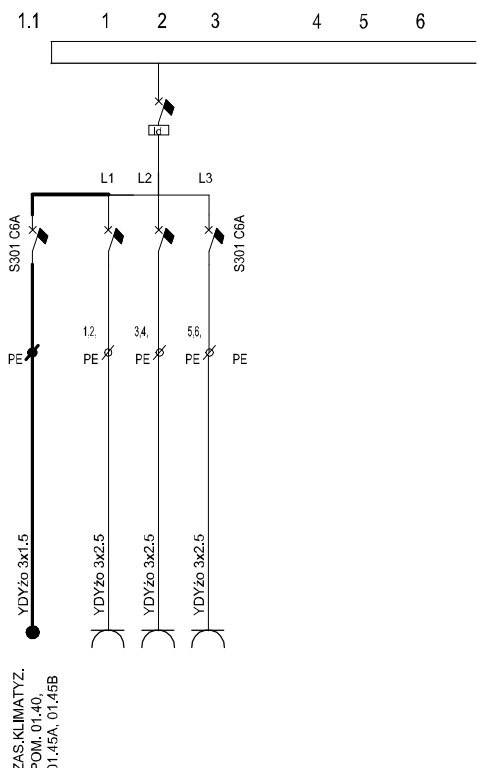 1.1 1 2 3 4 5 6
Id
L1 L2 L3
S301 C6A
S301 C6A
1,2, 3,4, 5,6,
PE PE PE PE PE
YDYżo 3x1.5
YDYżo 3x2.5
YDYżo 3x2.5
YDYżo 3x2.5
ZAS.KLIMATYZ.
POM. 01.40,
01.45A, 01.45B